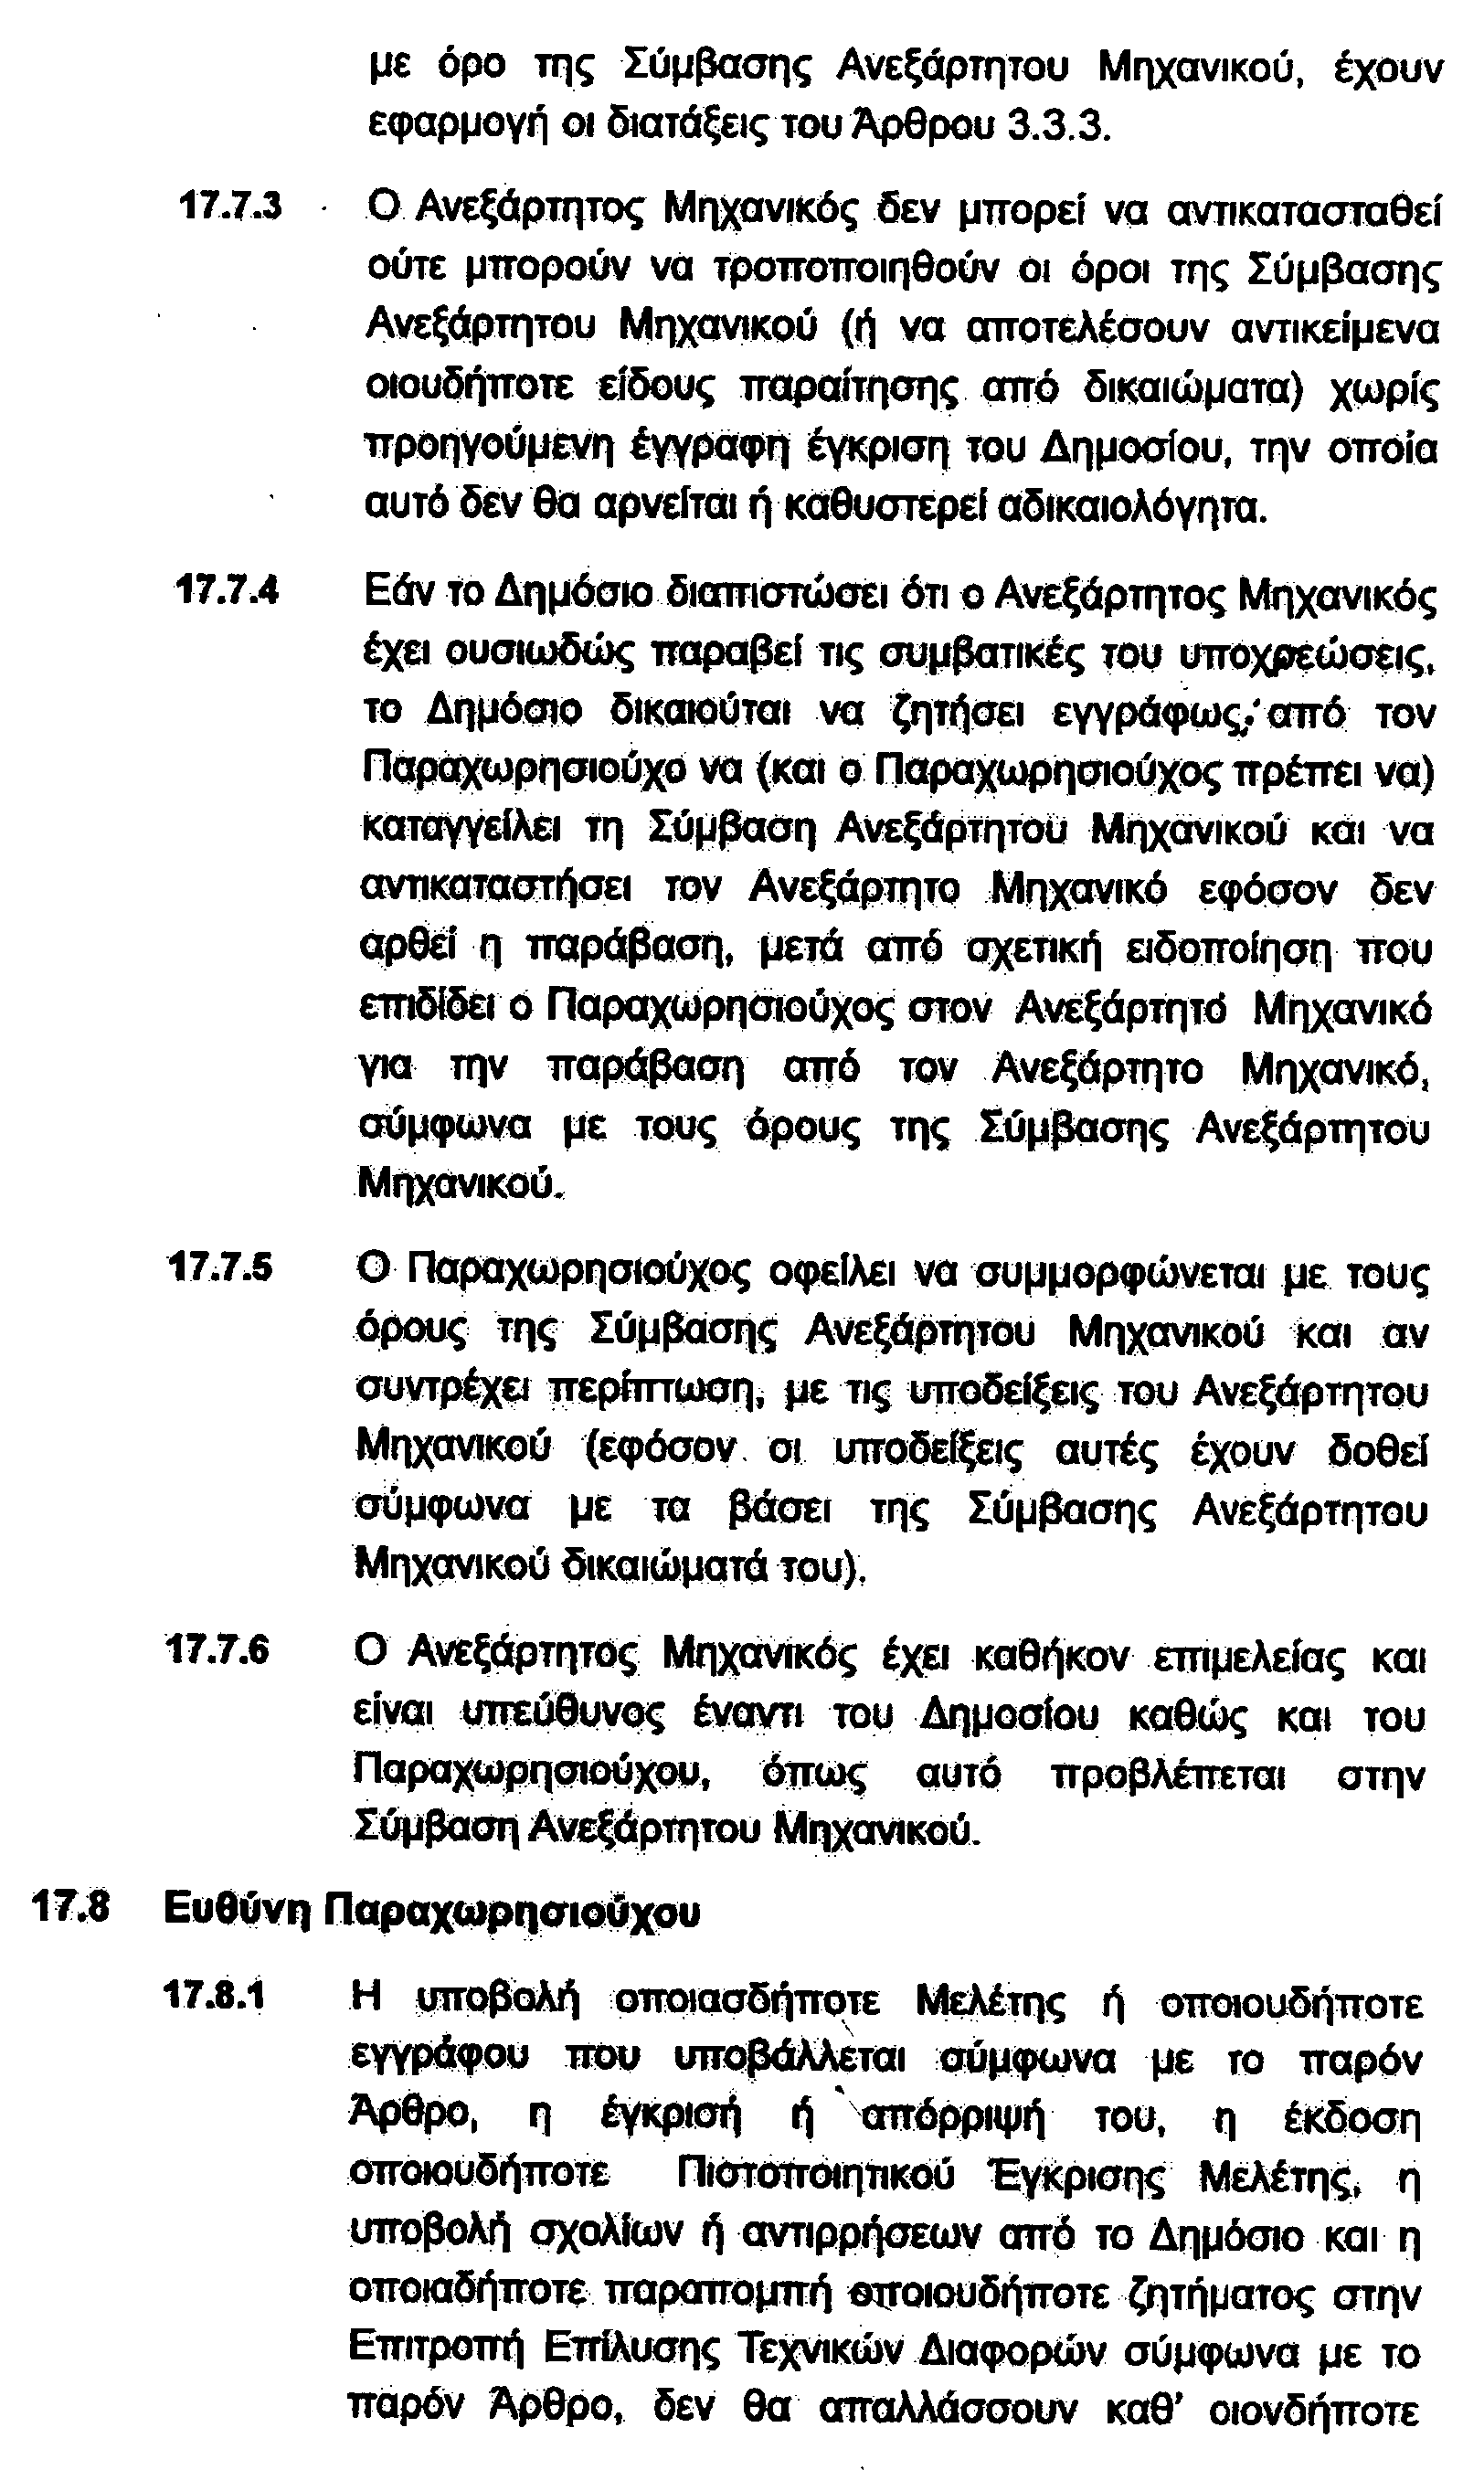 με όρο της Σύμβασης Ανεξάρτητου Μηχανικού, έχουν
εφαρμογή οι διατάξεις του Άρθρου 3.3.3.
17.7.3 Ο Ανεξάρτητος Μηχανικός δεν μπορεί να αντικατασταθεί
ούτε μπορούν να τροποποιηθούν οι όροι της Σύμβασης
Ανεξάρτητου Μηχανικού (ή να αποτελέσουν αντικείμενα
οιουδήποτε είδους παραίτησης από δικαιώματα) χωρίς
προηγούμενη έγγραφη έγκριση του Δημοσίου, την οποία
αυτό δεν θα αρνείται ή καθυστερεί αδικαιολόγητα.
17.7.4 Εάν το Δημόσιο διαπιστώσει ότι ο Ανεξάρτητος Μηχανικός
έχει ουσιωδώς παραβεί τις συμβατικές του υποχρεώσεις,
το Δημόσιο δικαιούται να ζητήσει εγγράφως, από τον
Παραχωρησιούχο να (και ο Παραχωρησιούχος πρέπει να)
καταγγείλει τη Σύμβαση Ανεξάρτητου Μηχανικού και να
αντικαταστήσει τον Ανεξάρτητο Μηχανικό εφόσον δεν
αρθεί η παράβαση, μετά από σχετική ειδοποίηση που
επιδίδει ο Παραχωρησιούχος στον Ανεξάρτητό Μηχανικό
για την παράβαση από τον Ανεξάρτητο Μηχανικό,
σύμφωνα με τους όρους της Σύμβασης Ανεξάρτητου
Μηχανικού.
17.7.5 Ο Παραχωρησιούχος οφείλει να συμμορφώνεται με τους
όρους της Σύμβασης Ανεξάρτητου Μηχανικού και αν
συντρέχει περίπτωση, με τις υποδείξεις του Ανεξάρτητου
Μηχανικού (εφόσον οι υποδείξεις αυτές έχουν δοθεί
σύμφωνα με τα βάσει της Σύμβασης Ανεξάρτητου
Μηχανικού δικαιώματά του).
17.7.6 Ο Ανεξάρτητος Μηχανικός έχει καθήκον επιμελείας και
είναι υπεύθυνος έναντι του Δημοσίου καθώς και του
Παραχωρησιούχου, όπως αυτό προβλέπεται στην
Σύμβαση Ανεξάρτητου Μηχανικού.
17.8 Ευθύνη Παραχωρησιούχου
17.8.1 Η υποβολή οποιασδήποτε Μελέτης ή οποιουδήποτε
εγγράφου που υποβάλλεται σύμφωνα με το παρόν
Άρθρο, η έγκρισή ή απόρριψή του, η έκδοση
οποιουδήποτε Πιστοποιητικού Έγκρισης Μελέτης, η
υποβολή σχολίων ή αντιρρήσεων από το Δημόσιο και η
οποιαδήποτε παραπομπή οποιουδήποτε ζητήματος στην
Επιτροπή Επίλυσης Τεχνικών Διαφορών σύμφωνα με το
παρόν Άρθρο, δεν θα απαλλάσσουν καθ' οιονδήποτε